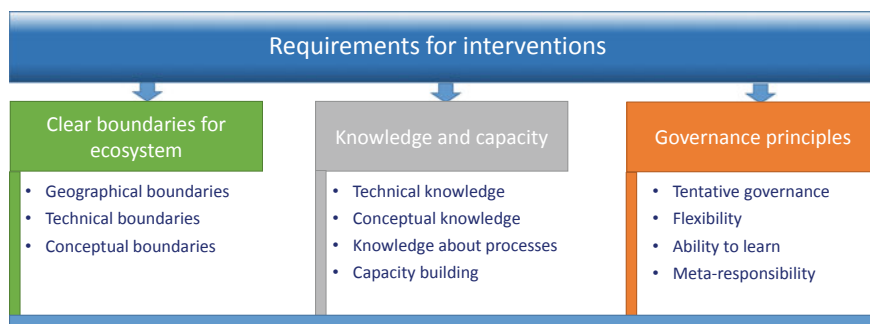 Requirements for interventions
Clear boundaries for
ecosystem
• Geographical boundaries
• Technical boundaries
• Conceptual boundaries
Knowledge and capacity
• Technical knowledge
• Conceptual knowledge
• Knowledge about processes
• Capacity building
Governance principles
• Tentative governance
• Flexibility
• Ability to learn
• Meta-responsibility